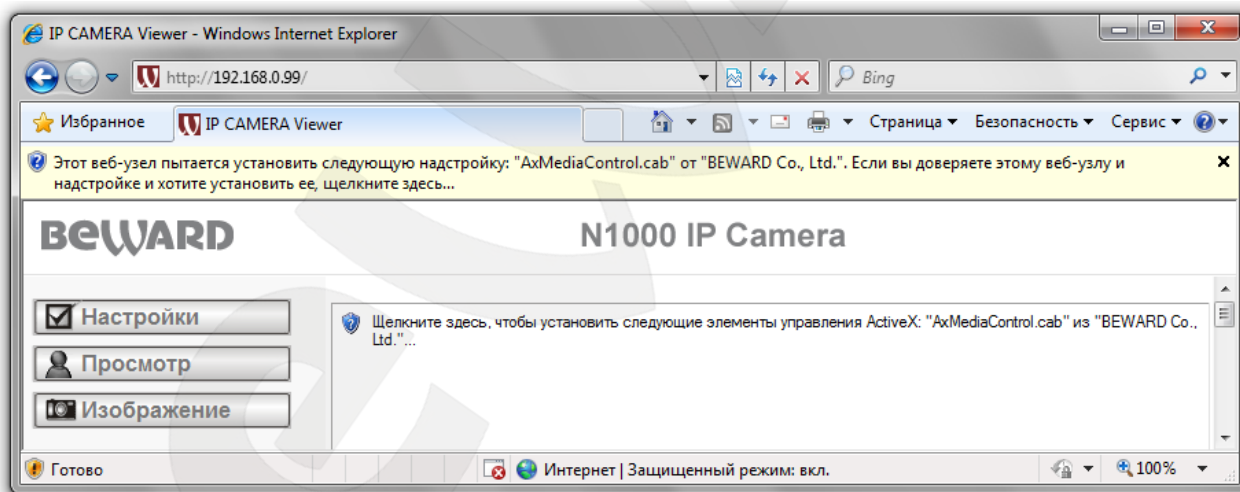 IP CAMERA Viewer - Windows Internet Explorer
http://192.168.0.99/
Bing
Избранное
IP CAMERA Viewer
Страница
Безопасность
Сервис
Этот веб-узел пытается установить следующую надстройку: "AxMediaControl.cab" от "BEWARD Co., Ltd.". Если вы доверяете этому веб-узлу и
надстройке и хотите установить ее, щелкните здесь...
BEWARD
N1000 IP Camera
Настройки
Просмотр
Изображение
Щелкните здесь, чтобы установить следующие элементы управления ActiveX: "AxMediaControl.cab" из "BEWARD Co.,
Ltd."...
Готово
Интернет | Защищенный режим: вкл.
100%